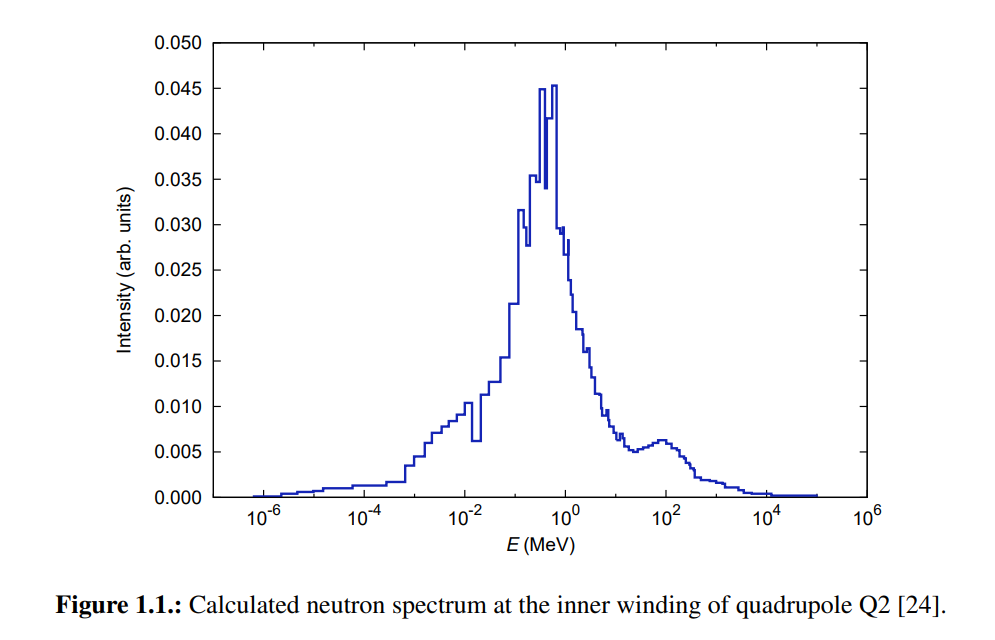 0.050
0.045
0.040
0.035
0.030
0.025
0.020
0.015
0.010
0.005
0.000
Intensity (arb. units)
10⁻⁶ 10⁻⁴ 10⁻² 10⁰ 10² 10⁴ 10⁶
E (MeV)
Figure 1.1.: Calculated neutron spectrum at the inner winding of quadrupole Q2 [24].